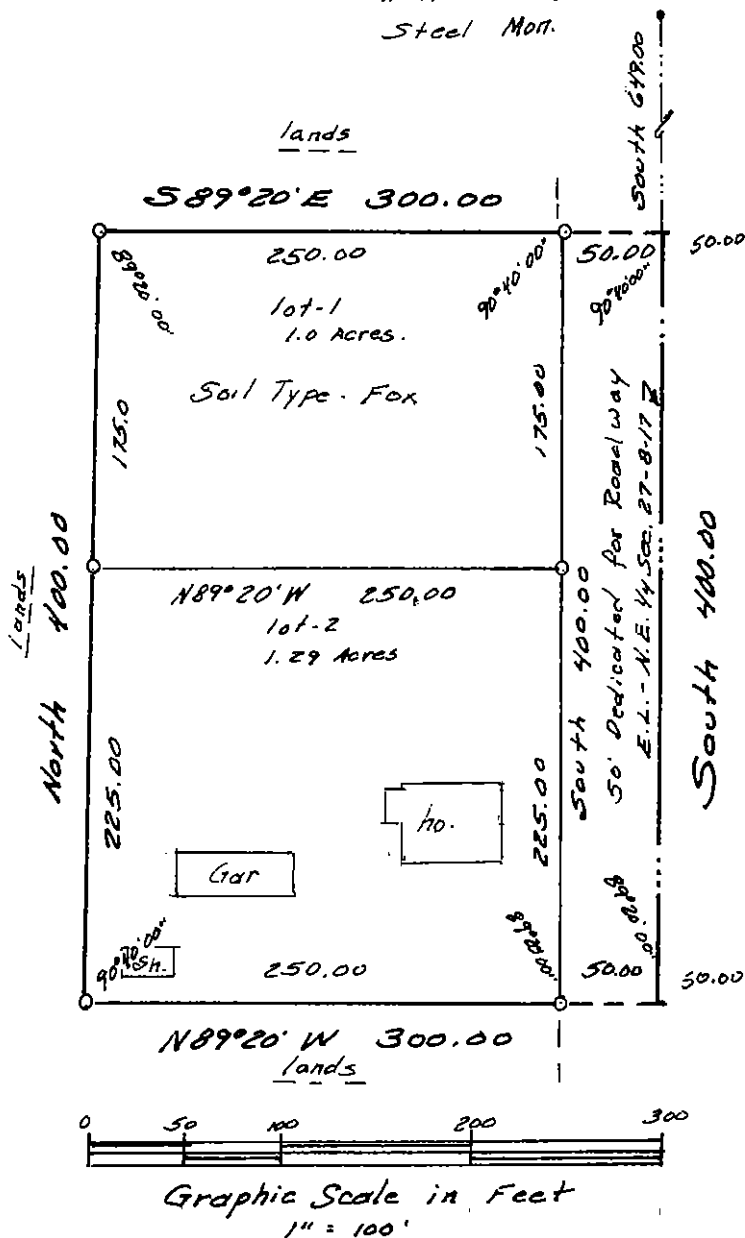 Steel Mon.
South 649.00
lands
S 89°20' E 300.00
250.00
50.00
50.00
89°20'00"
90°40'00"
90°40'00"
lot-1
1.0 Acres.
Soil Type - Fox
175.0
175.00
50' Dedicated for Roadway
E.L. - N.E. 1/4 Sec. 27-8-17
Lands
North 400.00
N89°20' W 250.00
lot-2
1.29 Acres
South 400.00
South 400.00
225.00
225.00
ho.
Gar
90°40'00"
Sh.
250.00
89°20'00"
50.00
89°20'00"
50.00
N89°20' W 300.00
lands
0 50 100 200 300
Graphic Scale in Feet
1" = 100'